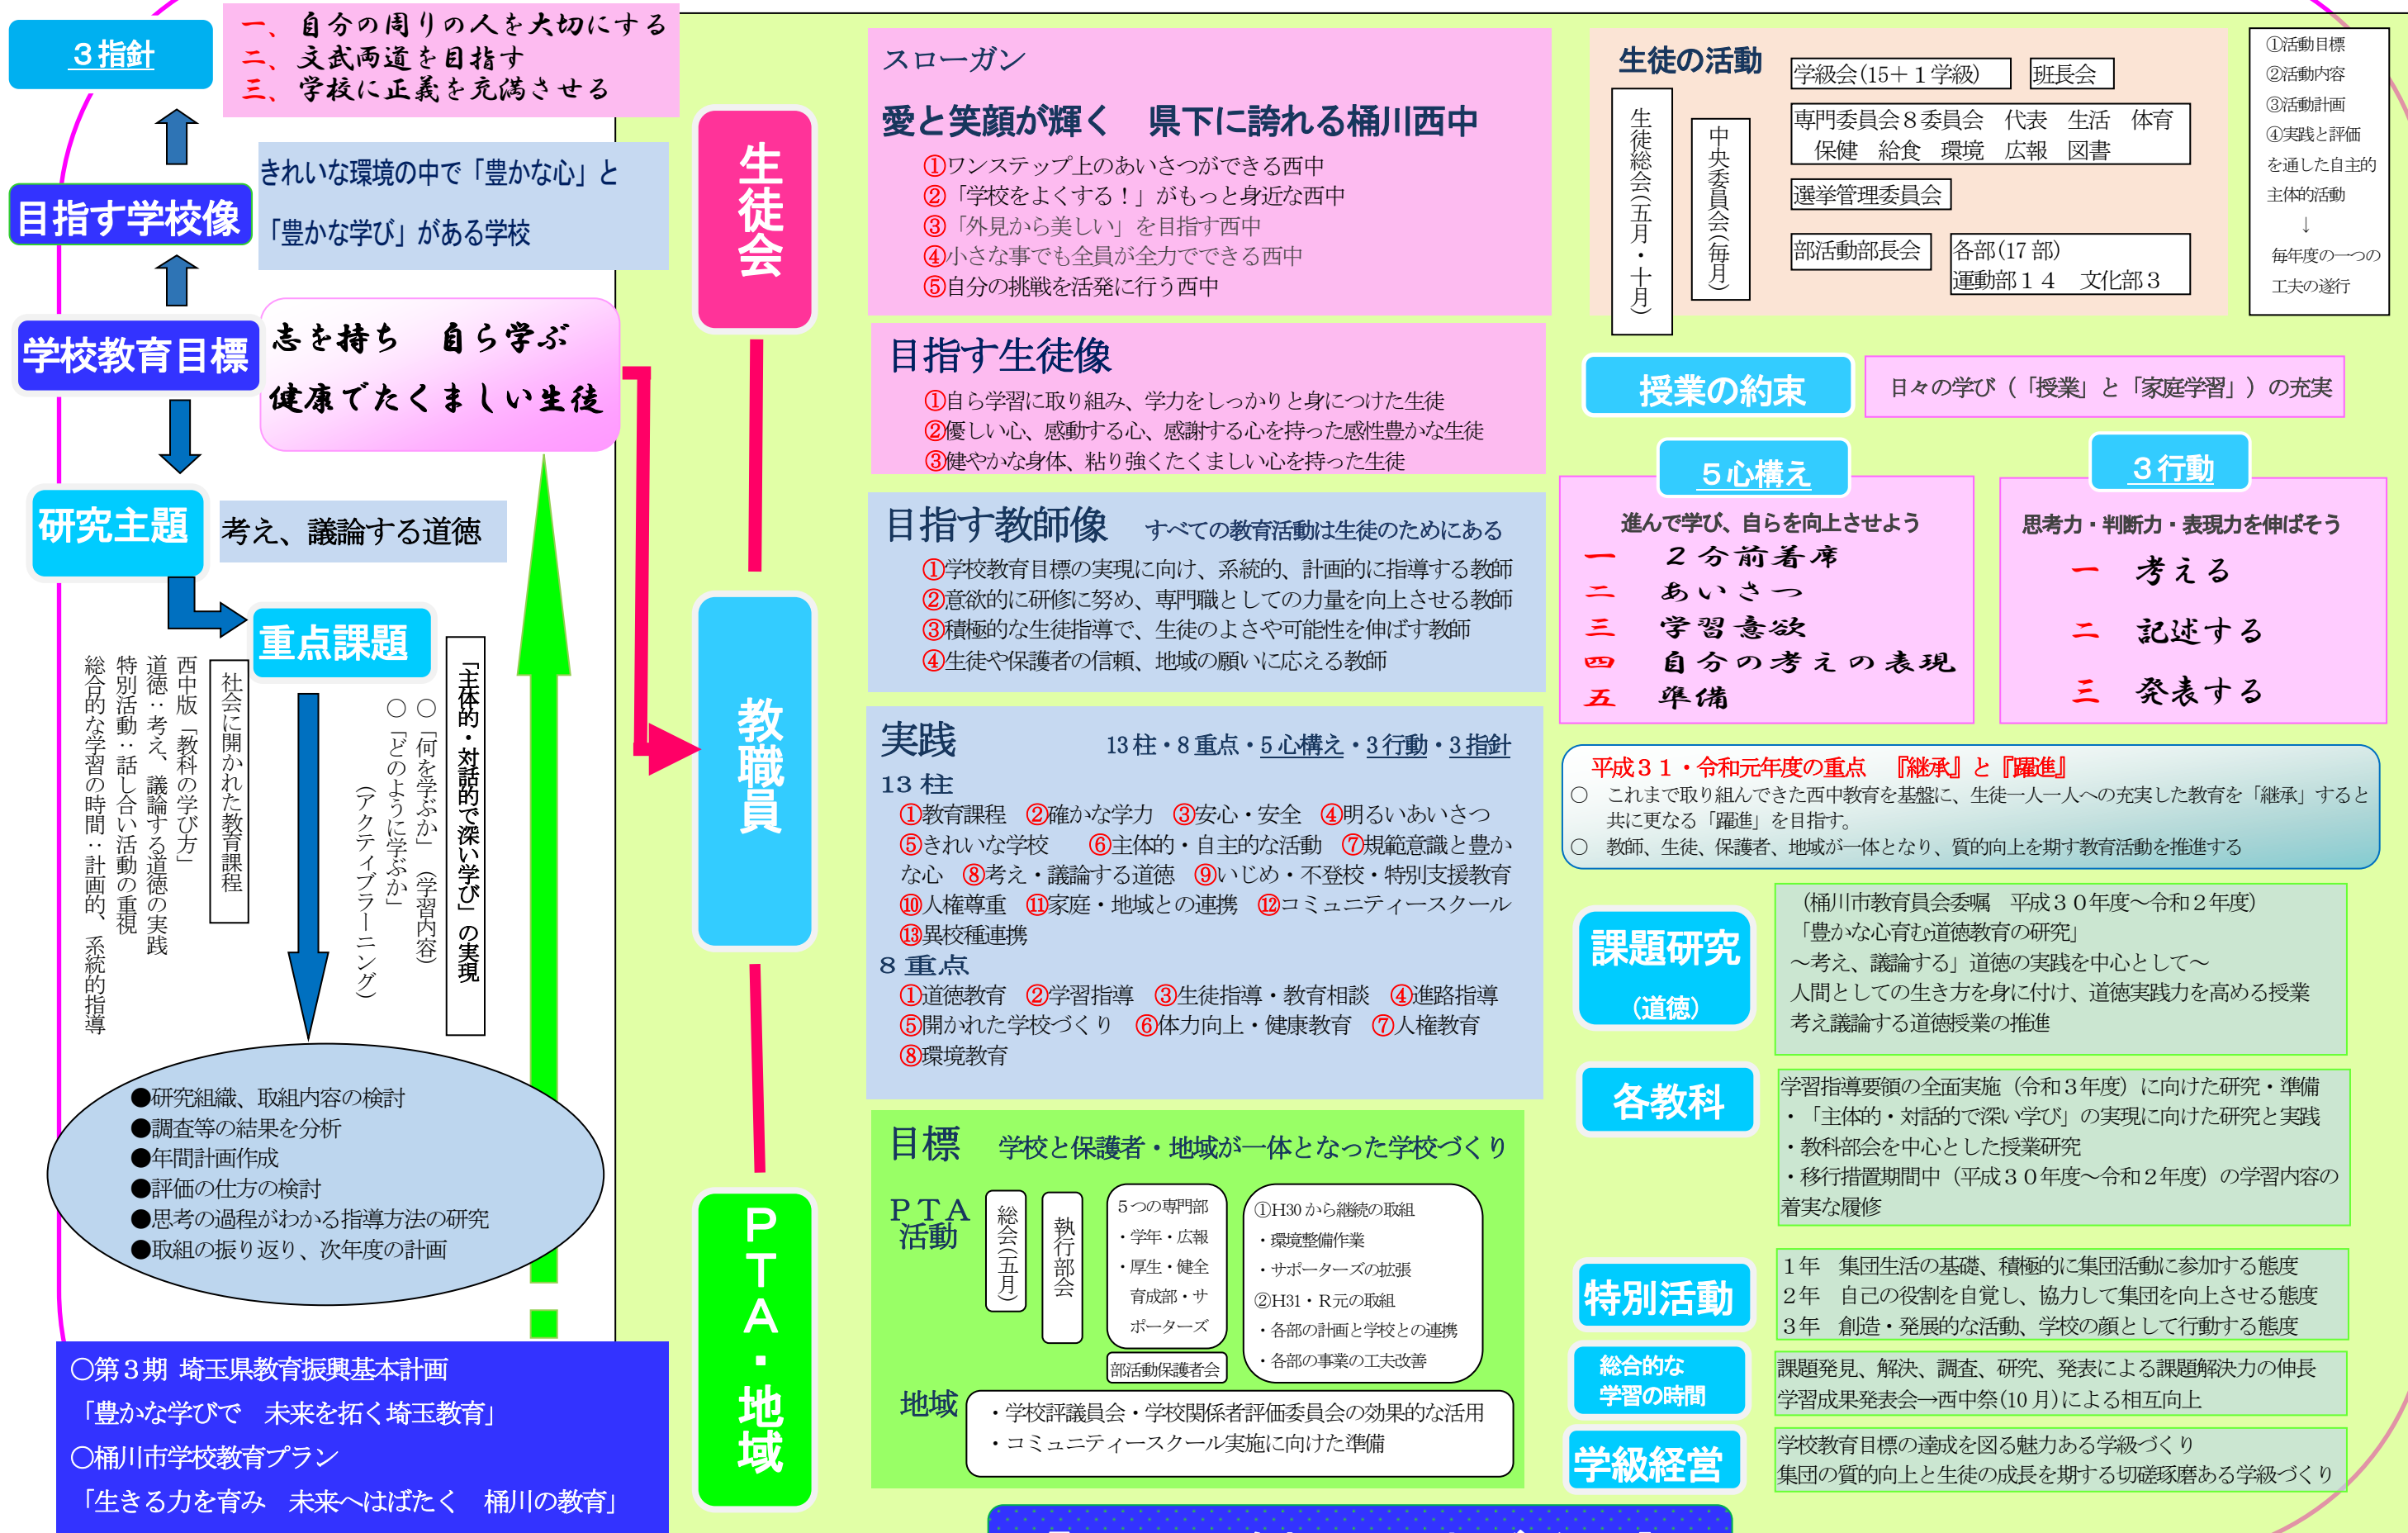 ３指針
一、自分の周りの人を大切にする
二、文武両道を目指す
三、学校に正義を充満させる
目指す学校像
きれいな環境の中で「豊かな心」と
「豊かな学び」がある学校
学校教育目標
志を持ち　自ら学ぶ
健康でたくましい生徒
研究主題
考え、議論する道徳
重点課題
「主体的・対話的で深い学び」の実現
○「何を学ぶか」（学習内容）
○「どのように学ぶか」
（アクティブラーニング）
社会に開かれた教育課程
西中版「教科の学び方」
道徳：考え、議論する道徳の実践
特別活動：話し合い活動の重視
総合的な学習の時間：計画的、系統的指導
●研究組織、取組内容の検討
●調査等の結果を分析
●年間計画作成
●評価の仕方の検討
●思考の過程がわかる指導方法の研究
●取組の振り返り、次年度の計画
○第３期 埼玉県教育振興基本計画
「豊かな学びで　未来を拓く埼玉教育」
○桶川市学校教育プラン
「生きる力を育み　未来へはばたく　桶川の教育」
生徒会
教職員
ＰＴＡ・地域
スローガン
愛と笑顔が輝く　県下に誇れる桶川西中
①ワンステップ上のあいさつができる西中
②「学校をよくする！」がもっと身近な西中
③「外見から美しい」を目指す西中
④小さな事でも全員が全力でできる西中
⑤自分の挑戦を活発に行う西中
目指す生徒像
①自ら学習に取り組み、学力をしっかりと身につけた生徒
②優しい心、感動する心、感謝する心を持った感性豊かな生徒
③健やかな身体、粘り強くたくましい心を持った生徒
目指す教師像　すべての教育活動は生徒のためにある
①学校教育目標の実現に向け、系統的、計画的に指導する教師
②意欲的に研修に努め、専門職としての力量を向上させる教師
③積極的な生徒指導で、生徒のよさや可能性を伸ばす教師
④生徒や保護者の信頼、地域の願いに応える教師
実践　13柱・8重点・5心構え・3行動・3指針
13柱
①教育課程　②確かな学力　③安心・安全　④明るいあいさつ
⑤きれいな学校　⑥主体的・自主的な活動　⑦規範意識と豊か
な心　⑧考え・議論する道徳　⑨いじめ・不登校・特別支援教育
⑩人権尊重　⑪家庭・地域との連携　⑫コミュニティースクール
⑬異校種連携
8重点
①道徳教育　②学習指導　③生徒指導・教育相談　④進路指導
⑤開かれた学校づくり　⑥体力向上・健康教育　⑦人権教育
⑧環境教育
目標　学校と保護者・地域が一体となった学校づくり
ＰＴＡ
活動
総会（五月）
執行部会
５つの専門部
・学年・広報
・厚生・健全
育成部・サ
ポーターズ
部活動保護者会
①H30から継続の取組
・環境整備作業
・サポーターズの拡張
②H31・R元の取組
・各部の計画と学校との連携
・各部の事業の工夫改善
地域
・学校評議員会・学校関係者評価委員会の効果的な活用
・コミュニティースクール実施に向けた準備
生徒の活動
生徒総会（五月・十月）
中央委員会（毎月）
学級会(15＋１学級)
班長会
専門委員会８委員会　代表　生活　体育
保健　給食　環境　広報　図書
選挙管理委員会
部活動部長会
各部(17部)
運動部１４　文化部３
①活動目標
②活動内容
③活動計画
④実践と評価
を通した自主的
主体的活動
↓
毎年度の一つの
工夫の遂行
授業の約束
日々の学び（「授業」と「家庭学習」）の充実
５心構え
進んで学び、自らを向上させよう
一　２分前着席
二　あいさつ
三　学習意欲
四　自分の考えの表現
五　準備
３行動
思考力・判断力・表現力を伸ばそう
一　考える
二　記述する
三　発表する
平成３１・令和元年度の重点　『継承』と『躍進』
○　これまで取り組んできた西中教育を基盤に、生徒一人一人への充実した教育を「継承」すると
共に更なる「躍進」を目指す。
○　教師、生徒、保護者、地域が一体となり、質的向上を期す教育活動を推進する
課題研究
（道徳）
（桶川市教育員会委嘱　平成３０年度～令和２年度）
「豊かな心育む道徳教育の研究」
～考え、議論する」道徳の実践を中心として～
人間としての生き方を身に付け、道徳実践力を高める授業
考え議論する道徳授業の推進
各教科
学習指導要領の全面実施（令和３年度）に向けた研究・準備
・「主体的・対話的で深い学び」の実現に向けた研究と実践
・教科部会を中心とした授業研究
・移行措置期間中（平成３０年度～令和２年度）の学習内容の
着実な履修
特別活動
１年　集団生活の基礎、積極的に集団活動に参加する態度
２年　自己の役割を自覚し、協力して集団を向上させる態度
３年　創造・発展的な活動、学校の顔として行動する態度
総合的な
学習の時間
課題発見、解決、調査、研究、発表による課題解決力の伸長
学習成果発表会→西中祭(10月)による相互向上
学級経営
学校教育目標の達成を図る魅力ある学級づくり
集団の質的向上と生徒の成長を期する切磋琢磨ある学級づくり